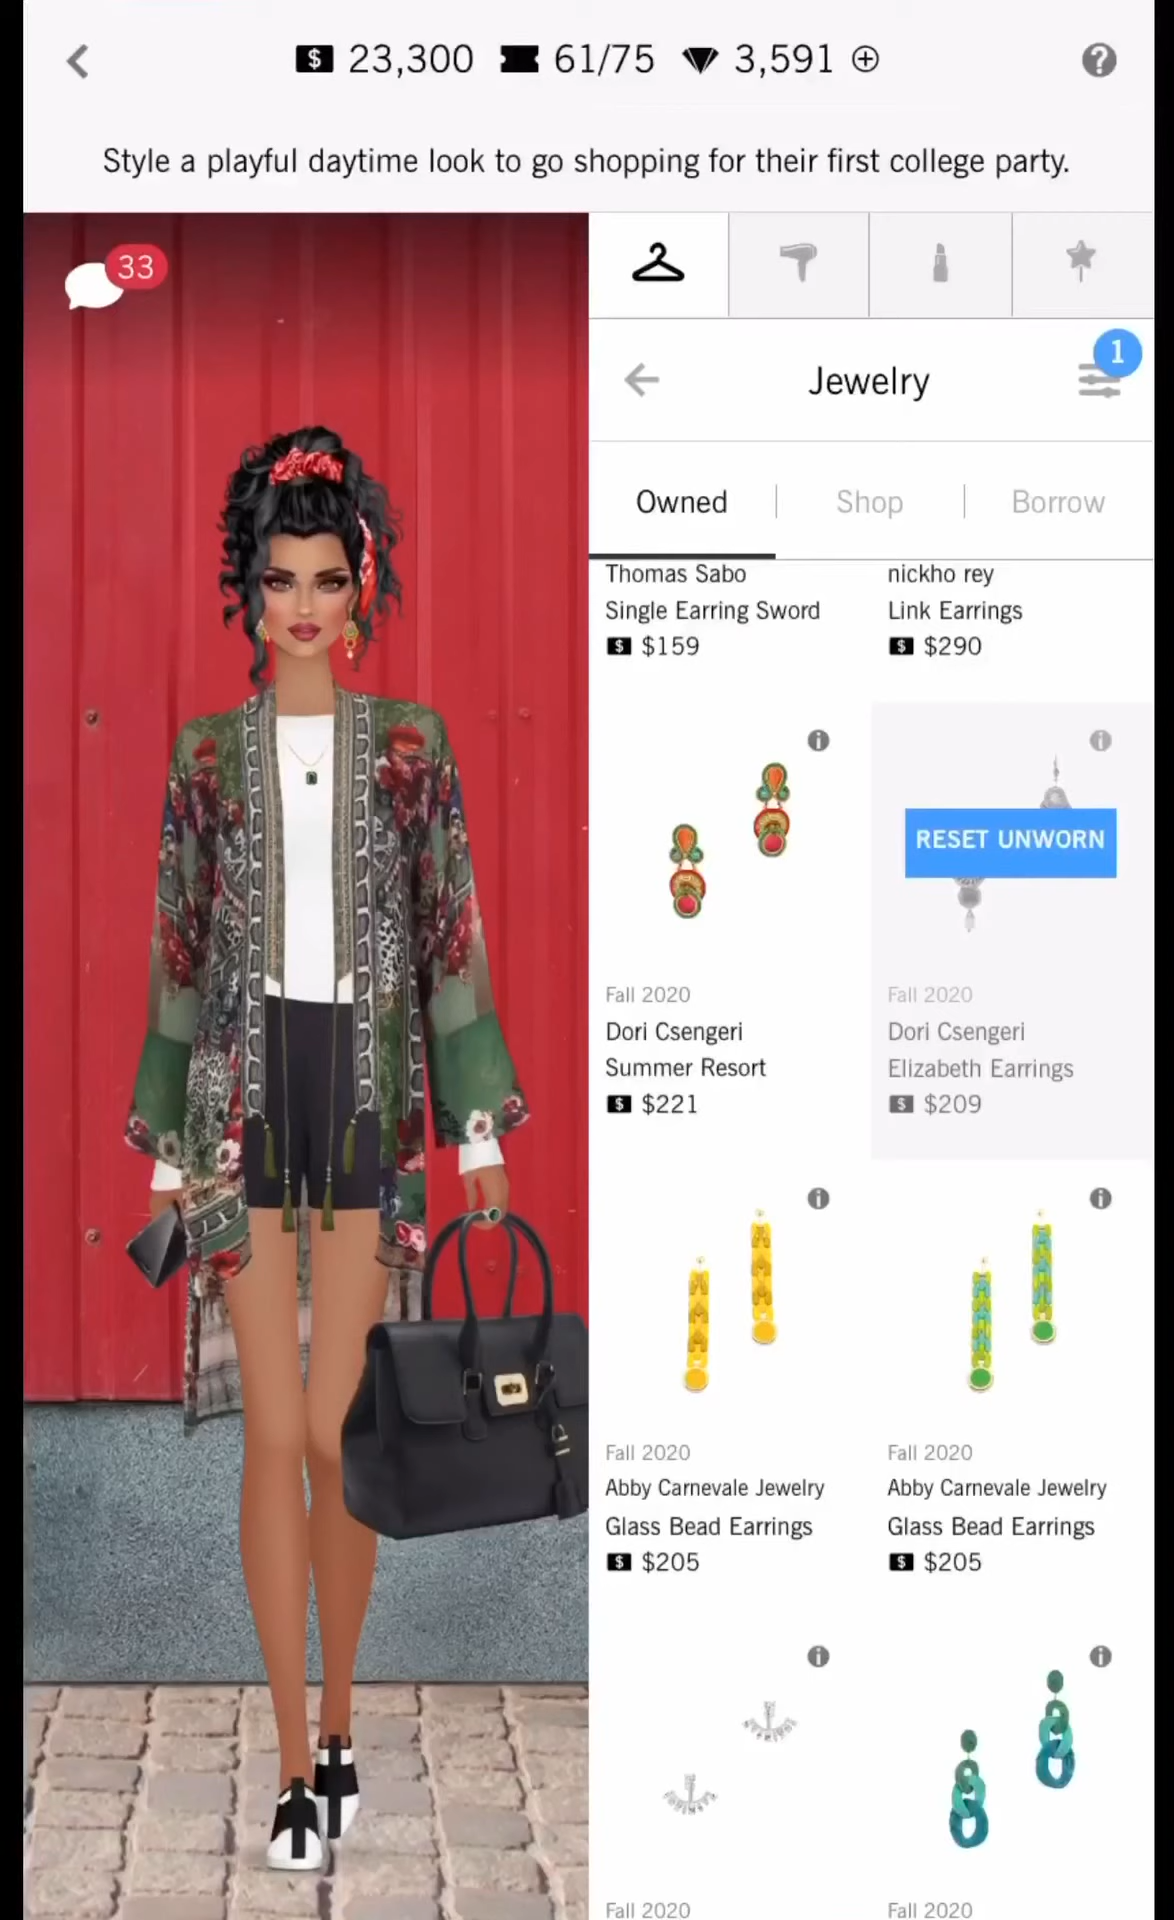 23,300 61/75 3,591
Style a playful daytime look to go shopping for their first college party.
33
1
Jewelry
Owned Shop Borrow
Thomas Sabo
Single Earring Sword
$159
nickho rey
Link Earrings
$290
Fall 2020
Dori Csengeri
Summer Resort
$221
RESET UNWORN
Fall 2020
Dori Csengeri
Elizabeth Earrings
$209
Fall 2020
Abby Carnevale Jewelry
Glass Bead Earrings
$205
Fall 2020
Abby Carnevale Jewelry
Glass Bead Earrings
$205
Fall 2020
Fall 2020